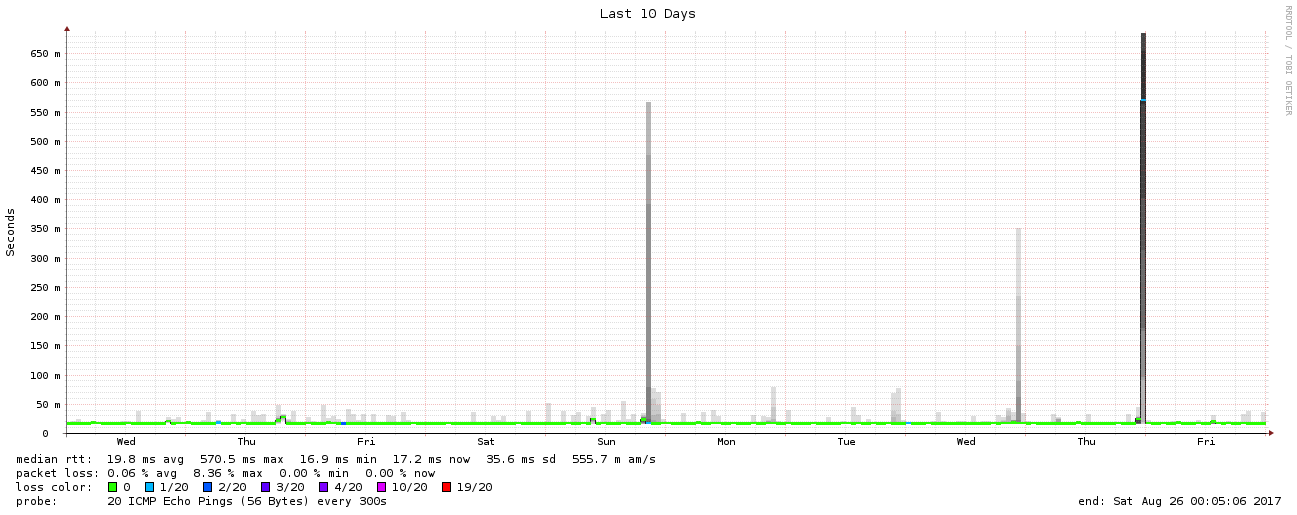 Last 10 Days
RRDTOOL / TOBI OETIKER
Seconds
650 m
600 m
550 m
500 m
450 m
400 m
350 m
300 m
250 m
200 m
150 m
100 m
50 m
0
Wed Thu Fri Sat Sun Mon Tue Wed Thu Fri
median rtt: 19.8 ms avg 570.5 ms max 16.9 ms min 17.2 ms now 35.6 ms sd 555.7 m am/s
packet loss: 0.06 % avg 8.36 % max 0.00 % min 0.00 % now
loss color: 0 1/20 2/20 3/20 4/20 10/20 19/20
probe: 20 ICMP Echo Pings (56 Bytes) every 300s end: Sat Aug 26 00:05:06 2017